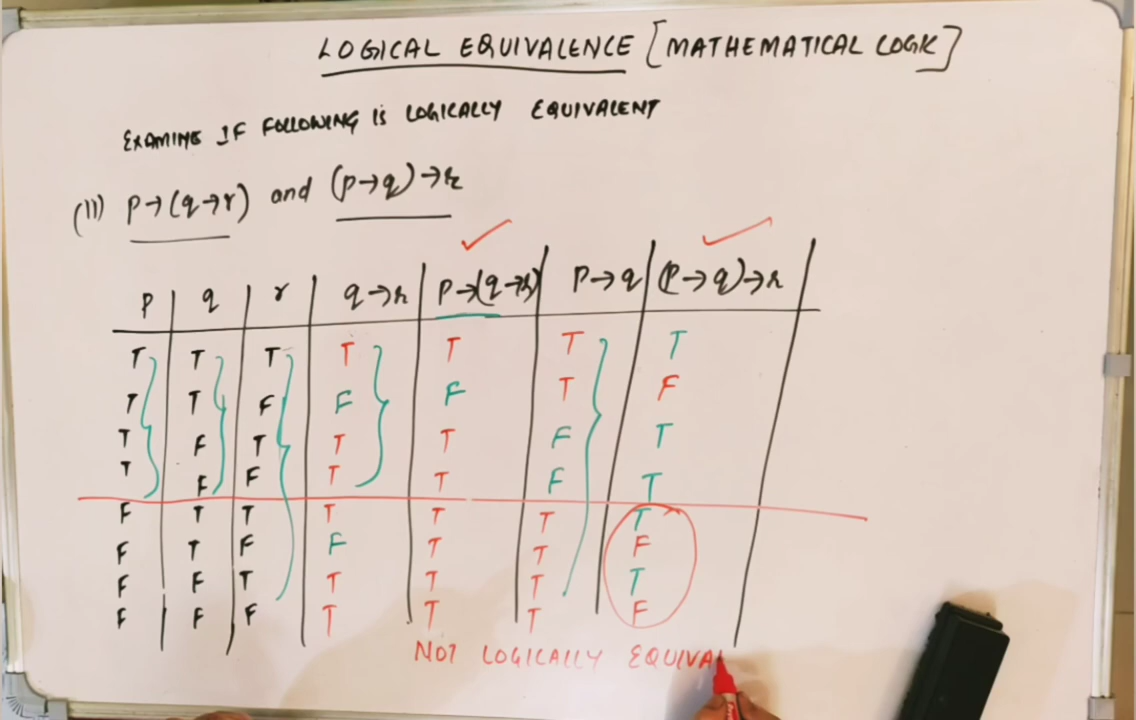 LOGICAL EQUIVALENCE [MATHEMATICAL LOGIC]
EXAMINE IF FOLLOWING IS LOGICALLY EQUIVALENT
(11) P→(q→r) and (p→q)→r
P q r q→r P→(q→r) P→q (P→q)→r
T T T T T T T
T T F F F T F
T F T T T F T
T F F T T F T
F T T T T T T
F T F F T T F
F F T T T T T
F F F T T T F
NOT LOGICALLY EQUIVA